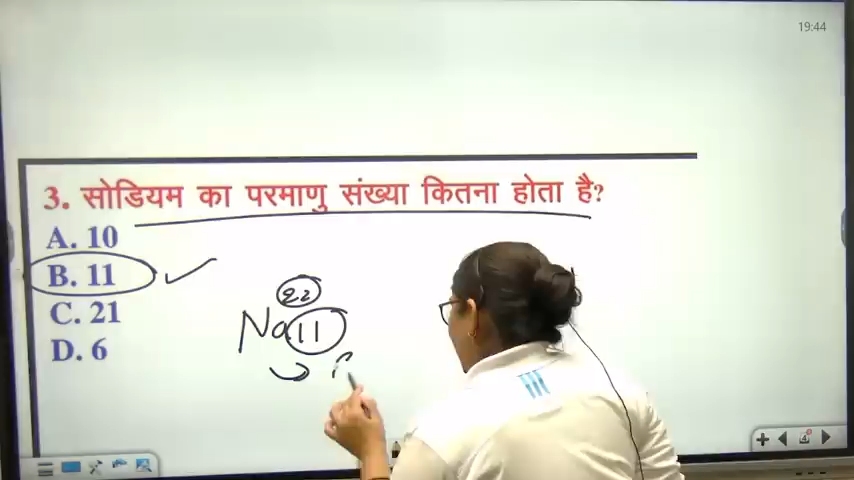 19:44
3. सोडियम का परमाणु संख्या कितना होता है?
A. 10
B. 11
C. 21
D. 6
22
Na 11